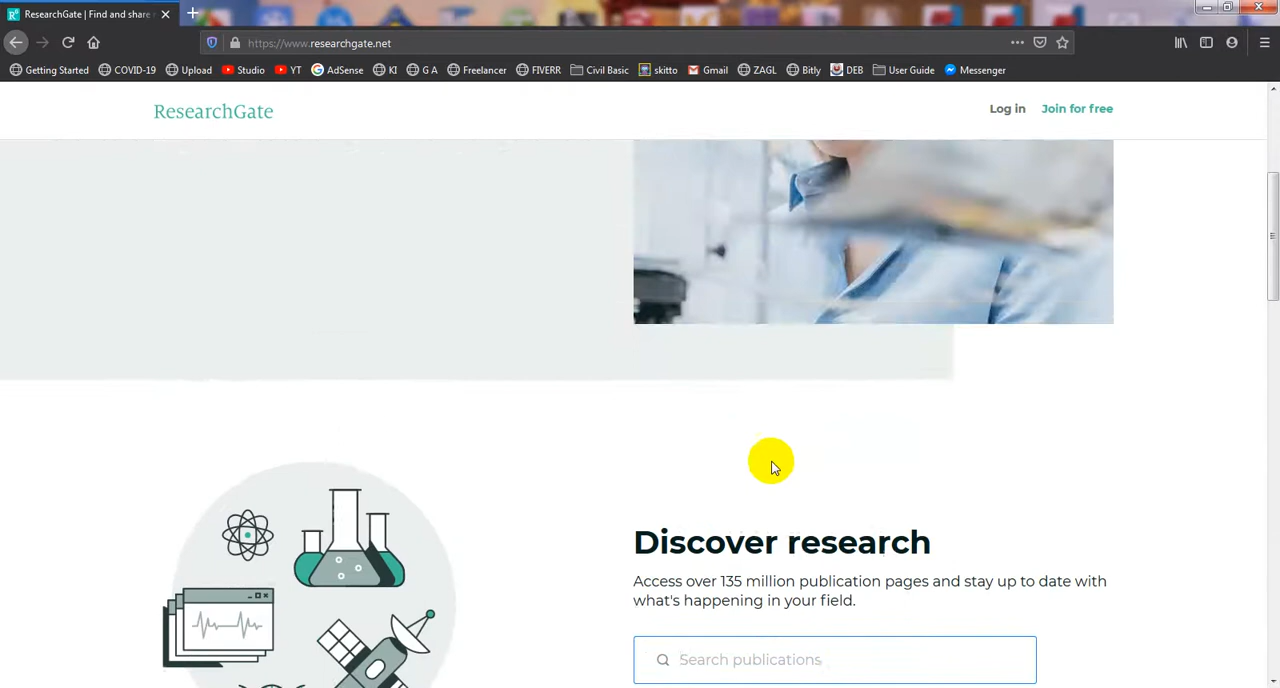 ResearchGate | Find and share
https://www.researchgate.net
Getting Started COVID-19 Upload Studio YT AdSense KI G A Freelancer FIVERR Civil Basic skitto Gmail ZAGL Bitly DEB User Guide Messenger
ResearchGate Log in Join for free
Discover research
Access over 135 million publication pages and stay up to date with
what's happening in your field.
Search publications